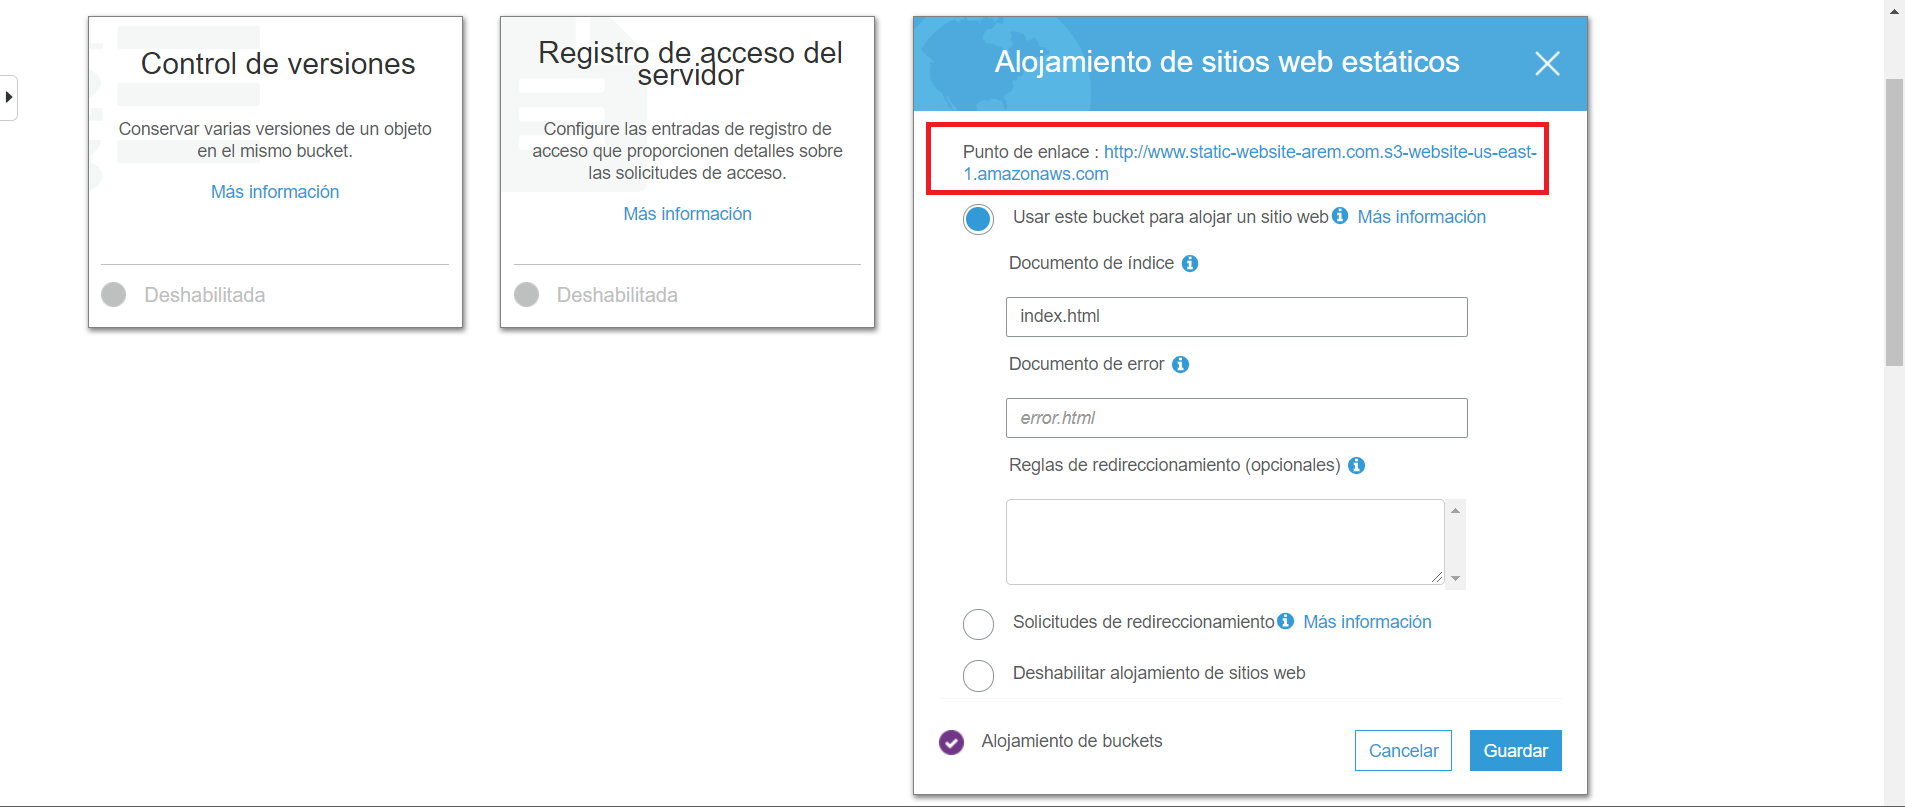 Control de versiones
Conservar varias versiones de un objeto
en el mismo bucket.
Más información
Deshabilitada
Registro de acceso del
servidor
Configure las entradas de registro de
acceso que proporcionen detalles sobre
las solicitudes de acceso.
Más información
Deshabilitada
Alojamiento de sitios web estáticos
Punto de enlace : http://www.static-website-arem.com.s3-website-us-east-
1.amazonaws.com
Usar este bucket para alojar un sitio web Más información
Documento de índice
index.html
Documento de error
error.html
Reglas de redireccionamiento (opcionales)
Solicitudes de redireccionamiento Más información
Deshabilitar alojamiento de sitios web
Alojamiento de buckets
Cancelar
Guardar